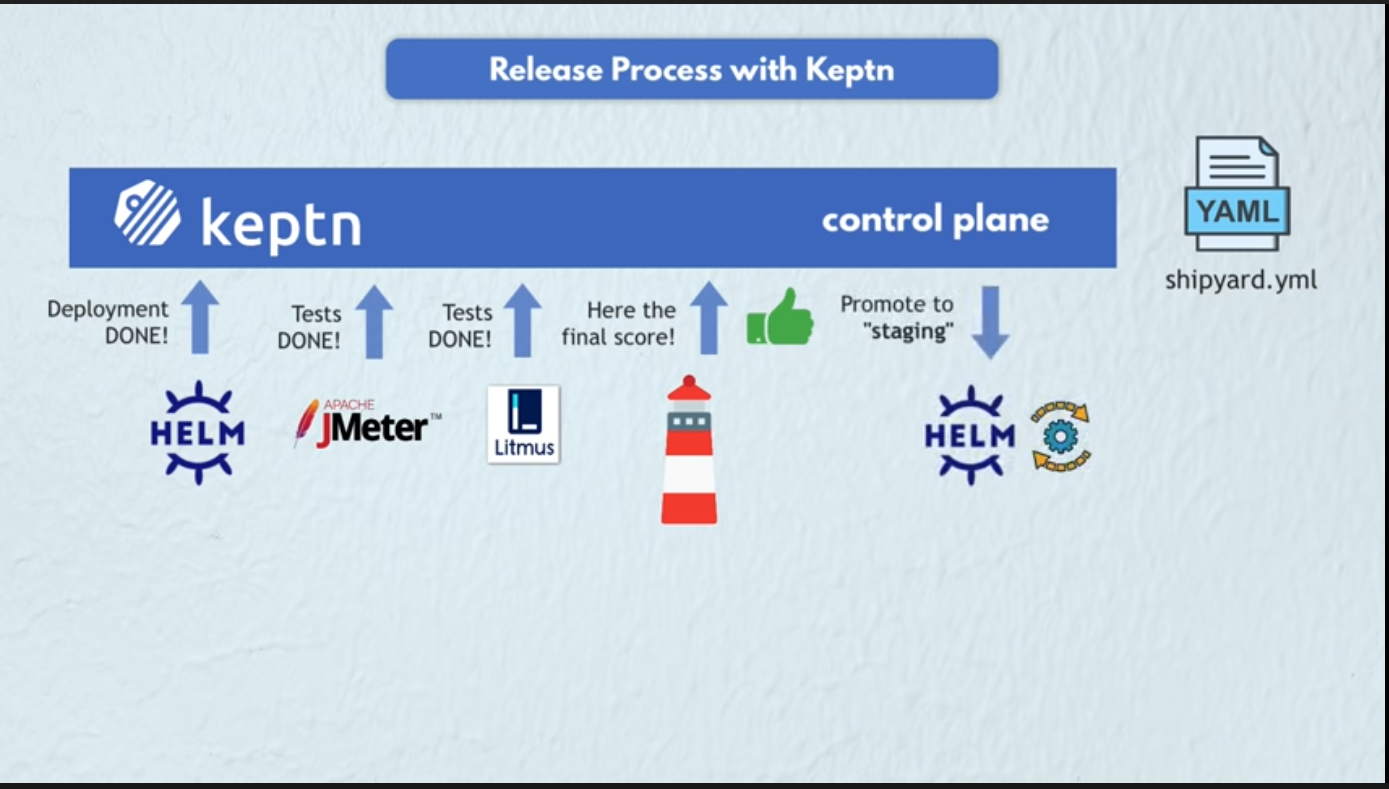 Release Process with Keptn
keptn
control plane
YAML
shipyard.yml
Deployment
DONE!
Tests
DONE!
Tests
DONE!
Here the
final score!
Promote to
"staging"
HELM
APACHE
JMeter™
Litmus
HELM